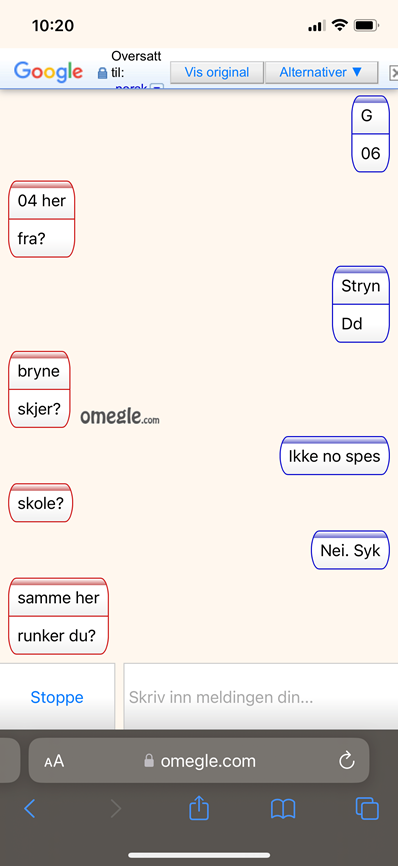 10:20
Google
Oversatt
til:
norsk
Vis original
Alternativer ▼
G
06
04 her
fra?
Stryn
Dd
bryne
skjer?
omegle.com
Ikke no spes
skole?
Nei. Syk
samme her
runker du?
Stoppe
Skriv inn meldingen din...
AA
omegle.com